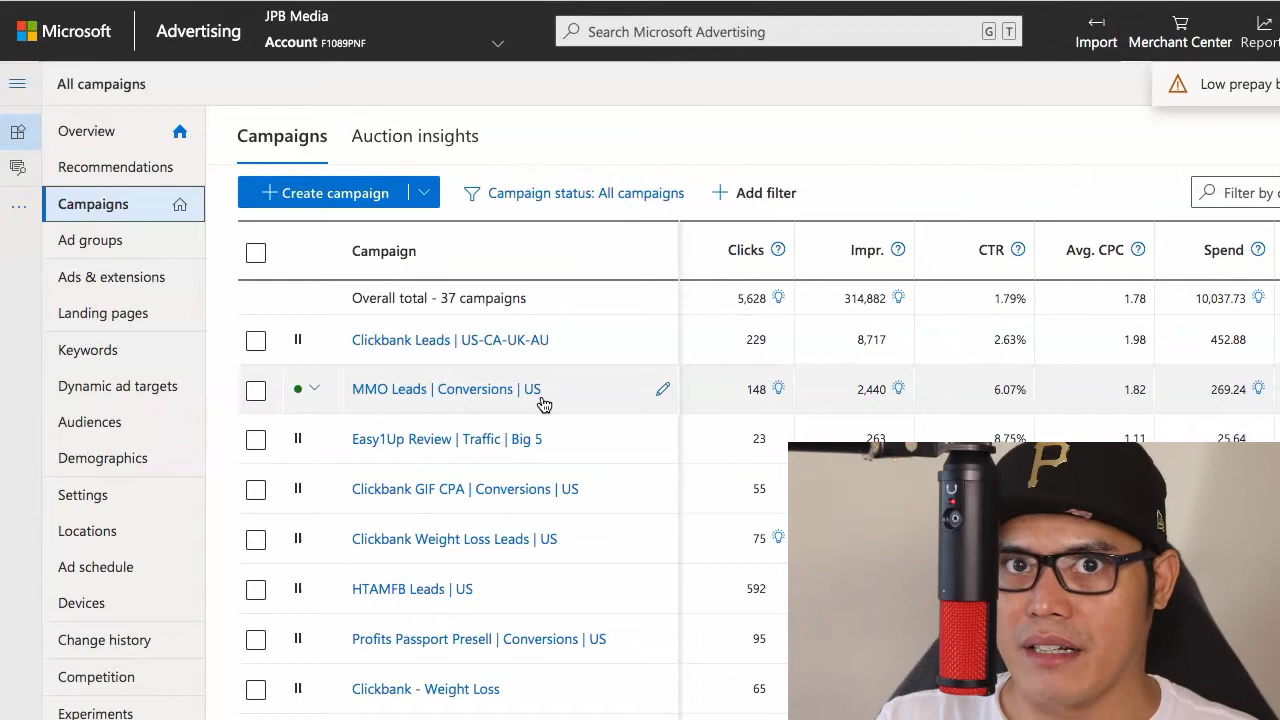 Microsoft
Advertising
JPB Media
Account F1089PNF
Search Microsoft Advertising
G T
Import
Merchant Center
Report
All campaigns
Low prepay
Overview
Recommendations
Campaigns
Ad groups
Ads & extensions
Landing pages
Keywords
Dynamic ad targets
Audiences
Demographics
Settings
Locations
Ad schedule
Devices
Change history
Competition
Experiments
Campaigns Auction insights
Create campaign Campaign status: All campaigns Add filter Filter by
Campaign Clicks Impr. CTR Avg. CPC Spend
Overall total - 37 campaigns 5,628 314,882 1.79% 1.78 10,037.73
Clickbank Leads | US-CA-UK-AU 229 8,717 2.63% 1.98 452.88
MMO Leads | Conversions | US 148 2,440 6.07% 1.82 269.24
Easy1Up Review | Traffic | Big 5 23 263 8.75% 1.11 25.64
Clickbank GIF CPA | Conversions | US 55
Clickbank Weight Loss Leads | US 75
HTAMFB Leads | US 592
Profits Passport Presell | Conversions | US 95
Clickbank - Weight Loss 65
P